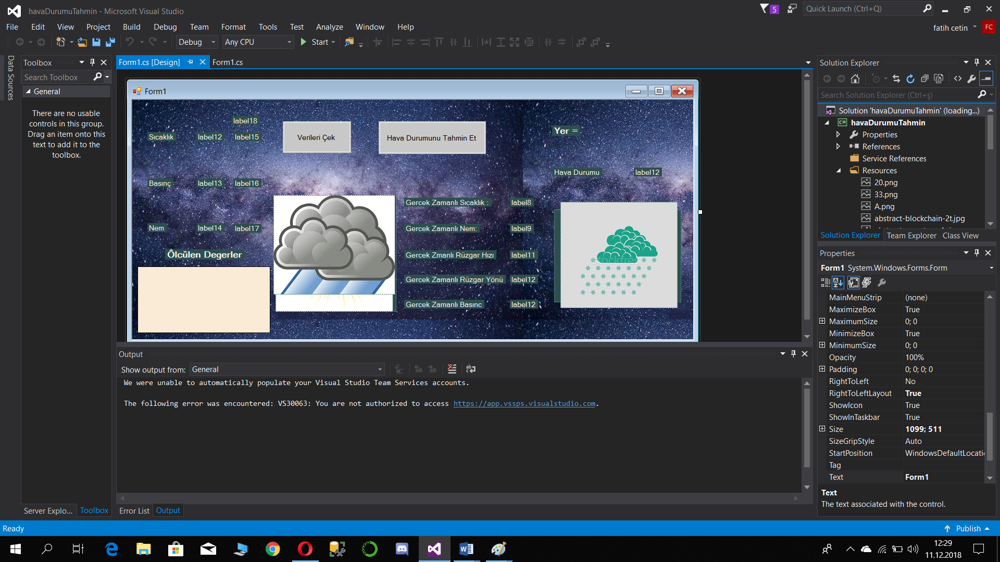 havaDurumuTahmin - Microsoft Visual Studio
5
Quick Launch (Ctrl+Q)
File Edit View Project Build Debug Team Format Tools Test Analyze Window Help
fatih cetin FC
Debug Any CPU Start
Data Sources
Toolbox
Search Toolbox
General
There are no usable
controls in this group.
Drag an item onto this
text to add it to the
toolbox.
Server Explo... Toolbox
Form1.cs [Design] Form1.cs
Form1
label18
Sıcaklık label12 label15
Verileri Çek
Hava Durumunu Tahmin Et
Yer =
Hava Durumu label12
Basınç label13 label16
Nem label14 label17
Ölcülen Degerler
Gercek Zamanlı Sıcaklık : label8
Gercek Zamanlı Nem: label9
Gercek Zmanlı Rüzgar Hızı label11
Gercek Zamanlı Rüzgar Yönü label12
Gercek Zamanlı Basınc label12
Output
Show output from: General
We were unable to automatically populate your Visual Studio Team Services accounts.
The following error was encountered: VS30063: You are not authorized to access https://app.vssps.visualstudio.com.
Error List Output
Solution Explorer
Search Solution Explorer (Ctrl+ş)
Solution 'havaDurumuTahmin' (loading...)
C# havaDurumuTahmin
Properties
References
Service References
Resources
20.png
33.png
A.png
abstract-blockchain-2t.jpg
Solution Explorer Team Explorer Class View
Properties
Form1 System.Windows.Forms.Form
MainMenuStrip (none)
MaximizeBox True
MaximumSize 0; 0
MinimizeBox True
MinimumSize 0; 0
Opacity 100%
Padding 0; 0; 0; 0
RightToLeft No
RightToLeftLayout True
ShowIcon True
ShowInTaskbar True
Size 1099; 511
SizeGripStyle Auto
StartPosition WindowsDefaultLocati
Tag
Text Form1
Text
The text associated with the control.
Ready
Publish
12:29
11.12.2018